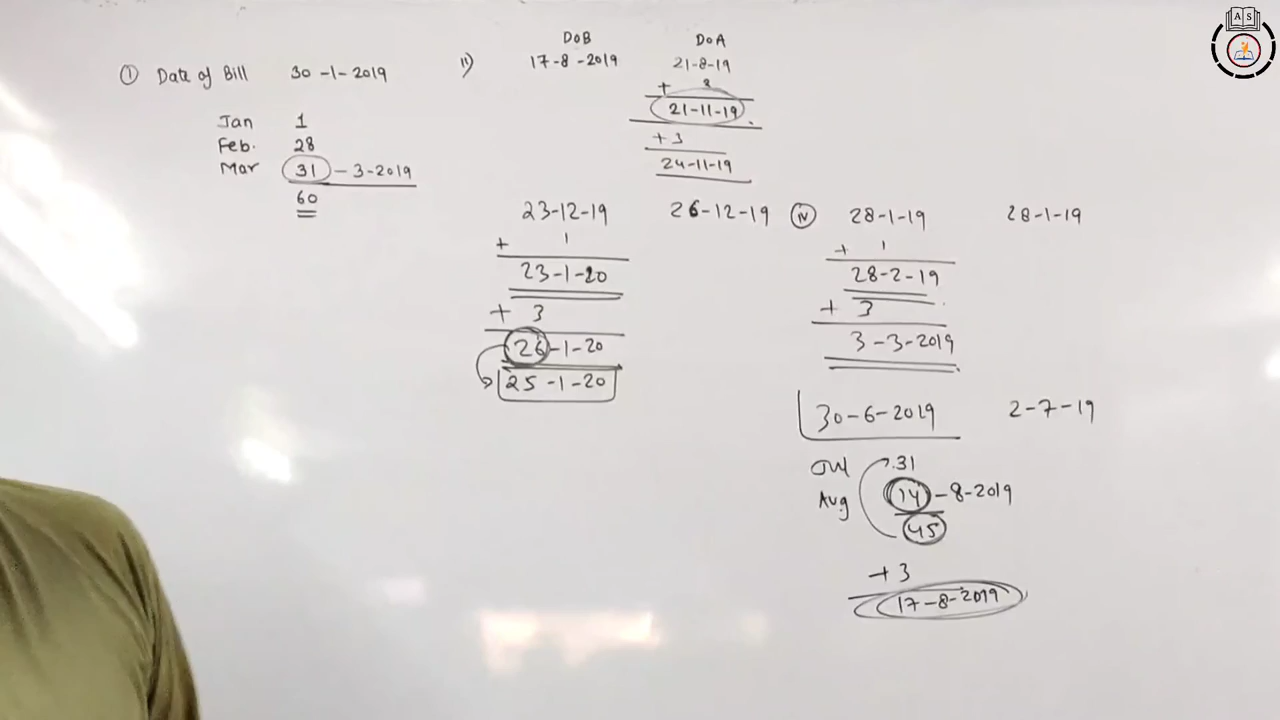 ① Date of Bill 30-1-2019
Jan 1
Feb. 28
Mar 31 - 3-2019
60
11) DOB DOA
17-8-2019 21-8-19
+ 3
21-11-19
+3
24-11-19
23-12-19 26-12-19
+ 1
23-1-20
+ 3
26-1-20
25-1-20
(iv) 28-1-19 28-1-19
+ 1
28-2-19
+ 3
3-3-2019
30-6-2019 2-7-19
Jul 31
Aug 14 - 8-2019
45
+3
17-8-2019
A S